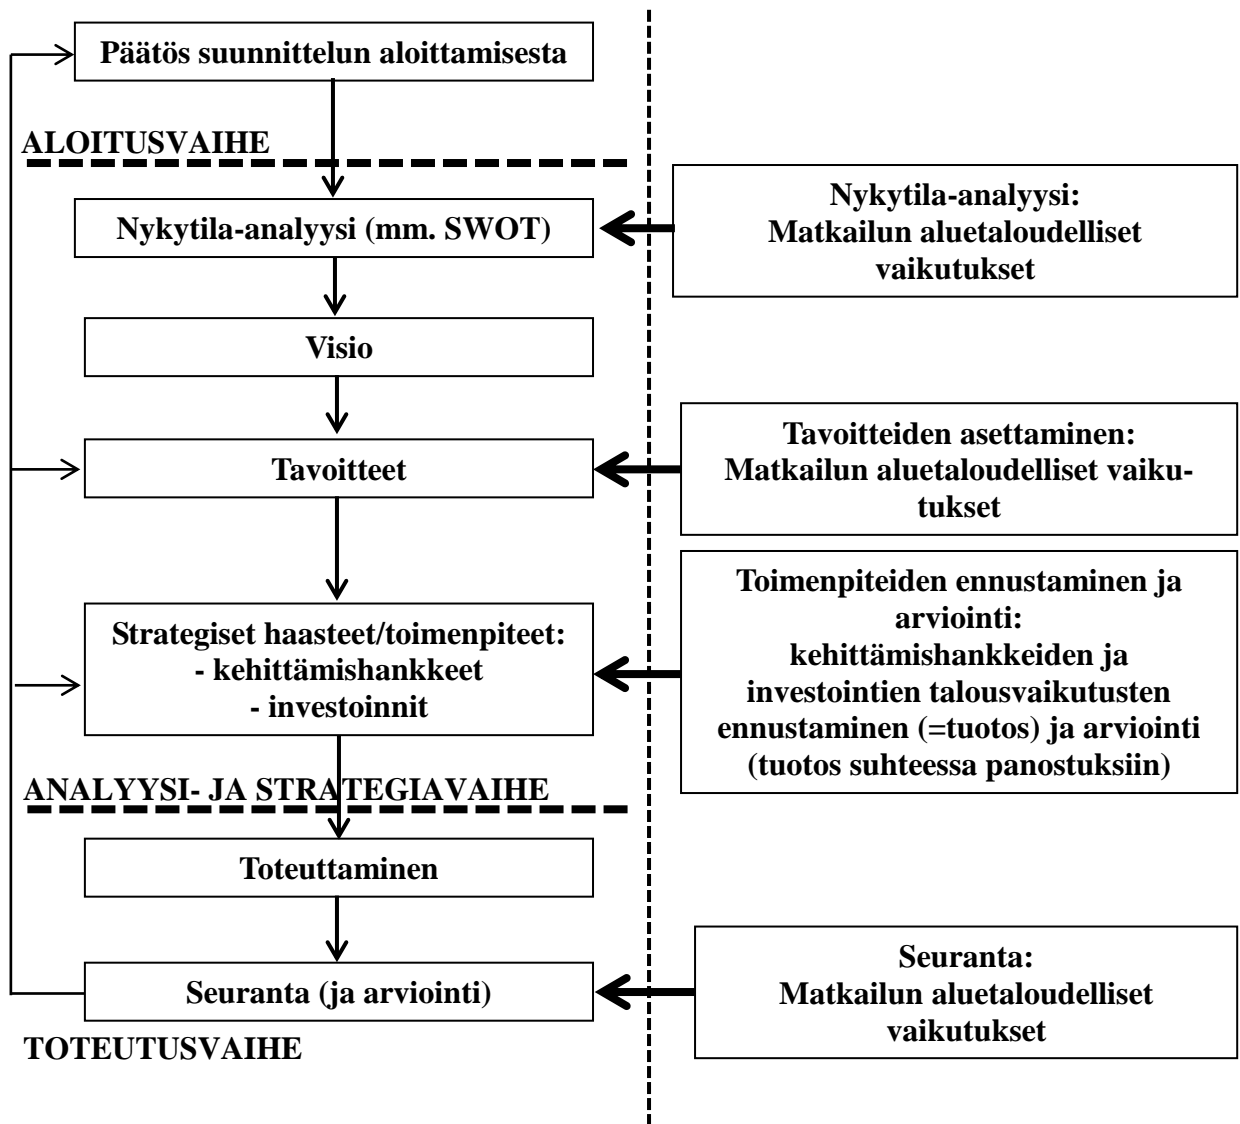 Päätös suunnittelun aloittamisesta
ALOITUSVAIHE
Nykytila-analyysi (mm. SWOT)
Nykytila-analyysi:
Matkailun aluetaloudelliset
vaikutukset
Visio
Tavoitteet
Tavoitteiden asettaminen:
Matkailun aluetaloudelliset vaiku-
tukset
Strategiset haasteet/toimenpiteet:
- kehittämishankkeet
- investoinnit
Toimenpiteiden ennustaminen ja
arviointi:
kehittämishankkeiden ja
investointien talousvaikutusten
ennustaminen (=tuotos) ja arviointi
(tuotos suhteessa panostuksiin)
ANALYYSI- JA STRATEGIAVAIHE
Toteuttaminen
Seuranta (ja arviointi)
Seuranta:
Matkailun aluetaloudelliset
vaikutukset
TOTEUTUSVAIHE